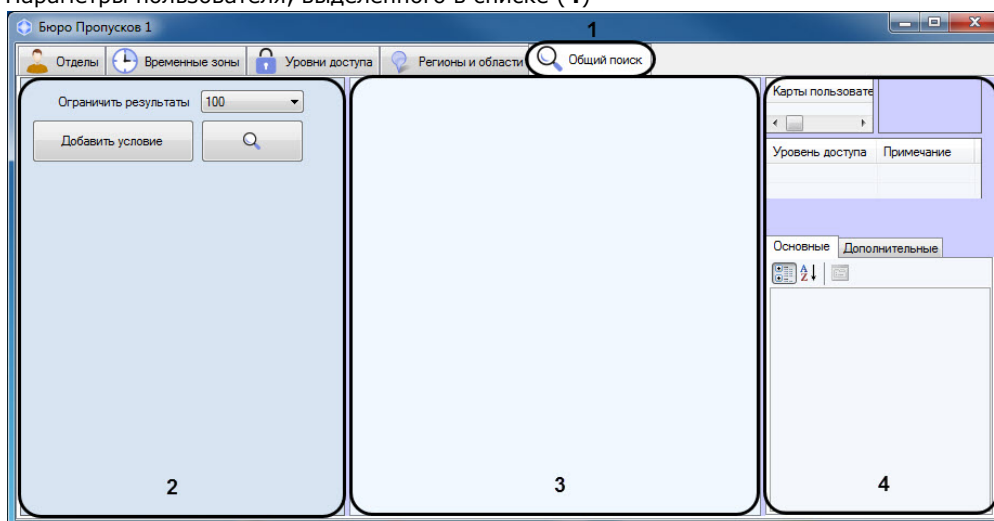 Параметры пользователя, выделенного в списке (4)
Бюро Пропусков 1
1
Отделы
Временные зоны
Уровни доступа
Регионы и области
Общий поиск
Ограничить результаты 100
Добавить условие
2
3
Карты пользовате
Уровень доступа Примечание
Основные Дополнительные
4